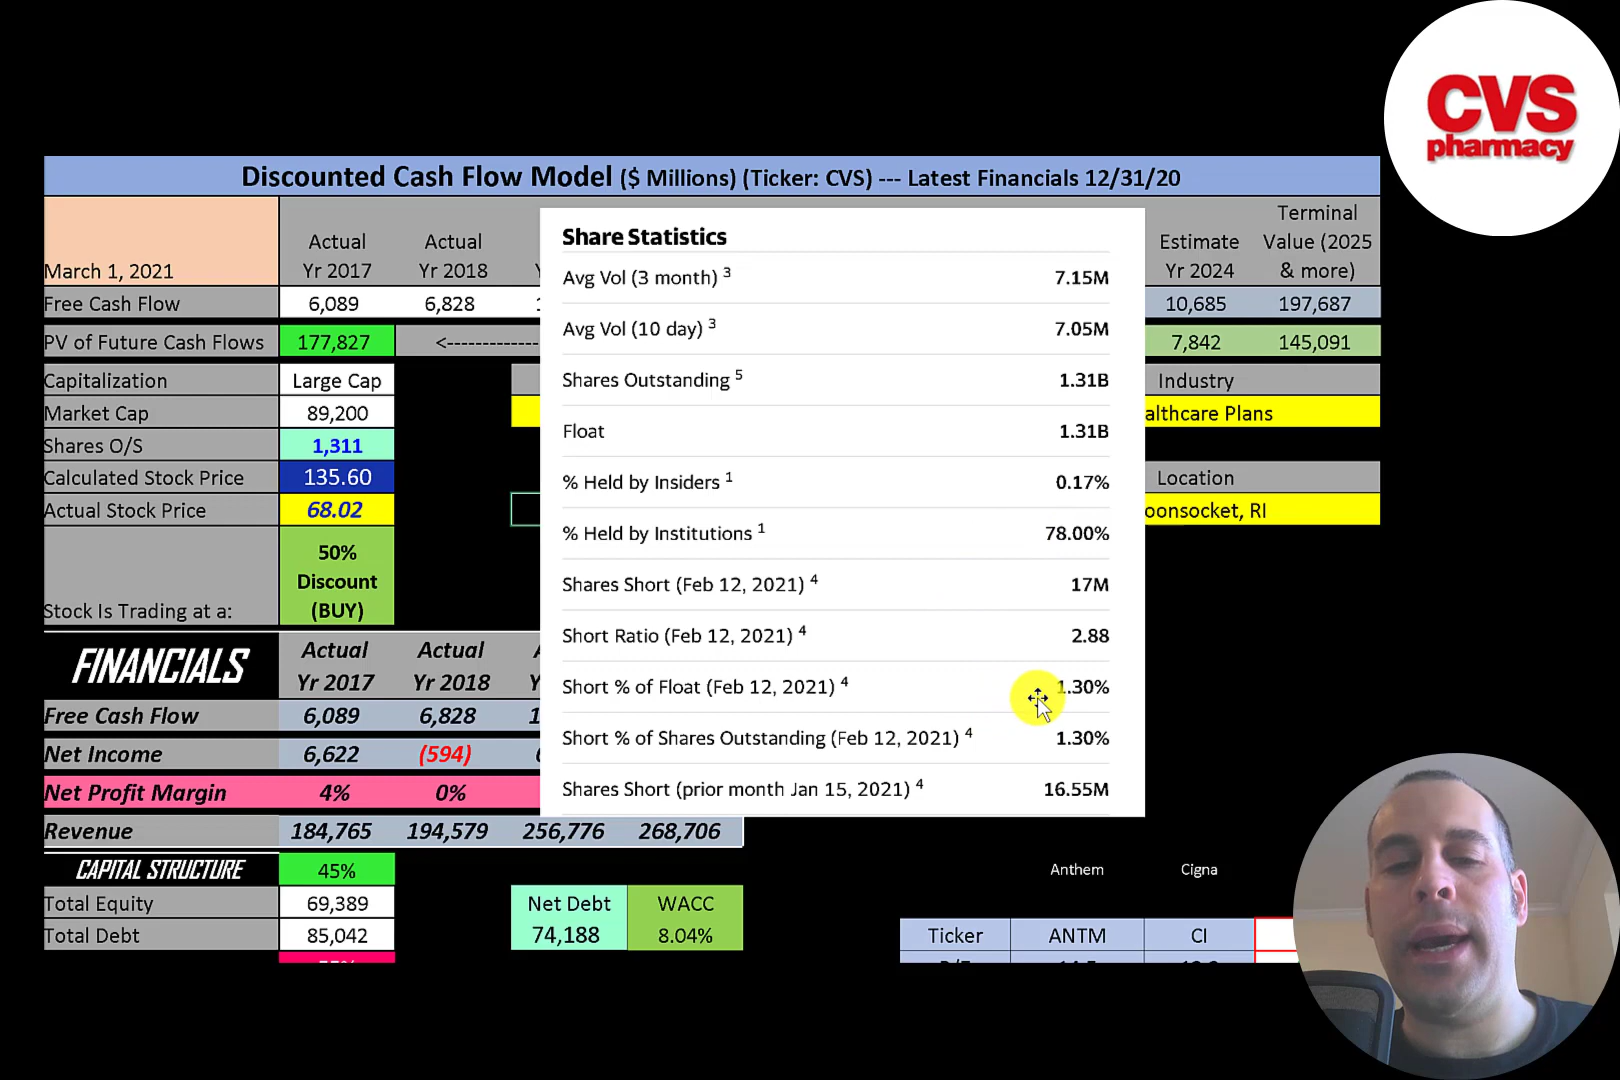 CVS
pharmacy
Discounted Cash Flow Model ($ Millions) (Ticker: CVS) --- Latest Financials 12/31/20
March 1, 2021
Actual
Yr 2017
Actual
Yr 2018
Estimate
Yr 2024
Terminal
Value (2025
& more)
Free Cash Flow 6,089 6,828 10,685 197,687
PV of Future Cash Flows 177,827 <------------- 7,842 145,091
Capitalization Large Cap Industry
Market Cap 89,200 althcare Plans
Shares O/S 1,311
Calculated Stock Price 135.60 Location
Actual Stock Price 68.02 oonsocket, RI
Stock Is Trading at a: 50%
Discount
(BUY)
Share Statistics
Avg Vol (3 month) 3 7.15M
Avg Vol (10 day) 3 7.05M
Shares Outstanding 5 1.31B
Float 1.31B
% Held by Insiders 1 0.17%
% Held by Institutions 1 78.00%
Shares Short (Feb 12, 2021) 4 17M
Short Ratio (Feb 12, 2021) 4 2.88
Short % of Float (Feb 12, 2021) 4 1.30%
Short % of Shares Outstanding (Feb 12, 2021) 4 1.30%
Shares Short (prior month Jan 15, 2021) 4 16.55M
FINANCIALS
Actual
Yr 2017
Actual
Yr 2018
Free Cash Flow 6,089 6,828
Net Income 6,622 (594)
Net Profit Margin 4% 0%
Revenue 184,765 194,579 256,776 268,706
CAPITAL STRUCTURE 45%
Total Equity 69,389
Total Debt 85,042
Net Debt WACC
74,188 8.04%
Anthem Cigna
Ticker ANTM CI